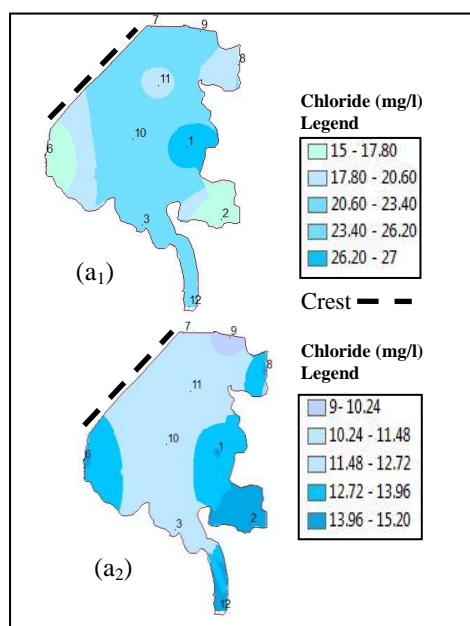 7
9
8
11
10
1
6
2
3
12
(a₁)
Chloride (mg/l)
Legend
15 - 17.80
17.80 - 20.60
20.60 - 23.40
23.40 - 26.20
26.20 - 27
Crest
7
9
8
11
10
1
6
2
3
12
(a₂)
Chloride (mg/l)
Legend
9- 10.24
10.24 - 11.48
11.48 - 12.72
12.72 - 13.96
13.96 - 15.20